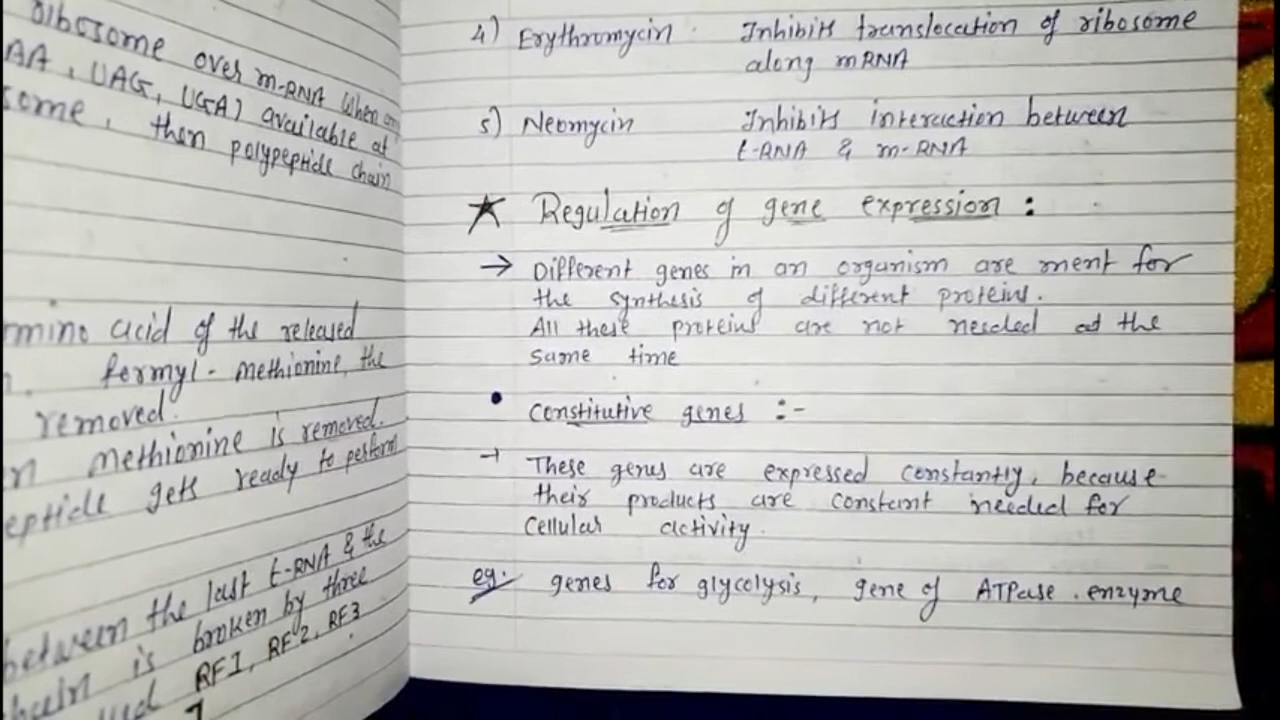 ribosome over m-RNA when any
AA, UAG, UGA) available at
some, then polypeptide chain
mino acid of the released
formyl - methionine, the
removed.
n methionine is removed.
eptide gets ready to perform
between the last t-RNA & the
hain is broken by three
RF1, RF2, RF3
4) Erythromycin Inhibits translocation of ribosome
along mRNA
5) Neomycin Inhibits interaction between
t-RNA & m-RNA
★ Regulation of gene expression :
→ Different genes in an organism are ment for
the synthesis of different proteins.
All these proteins are not needed at the
same time
• Constitutive genes :-
→ These genes are expressed constantly, because
their products are constant needed for
cellular activity.
eg:- genes for glycolysis, gene of ATPase enzyme